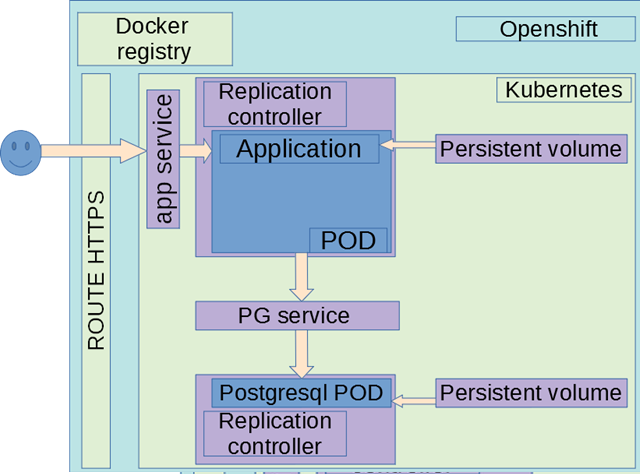 Docker
registry
Openshift
Kubernetes
ROUTE HTTPS
app service
Replication
controller
Application
Persistent volume
POD
PG service
Postgresql POD
Persistent volume
Replication
controller